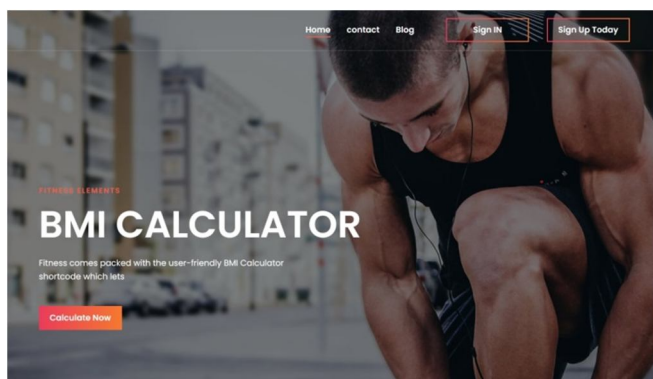 Home contact Blog Sign IN Sign Up Today
FITNESS ELEMENTS
BMI CALCULATOR
Fitness comes packed with the user-friendly BMI Calculator
shortcode which lets
Calculate Now